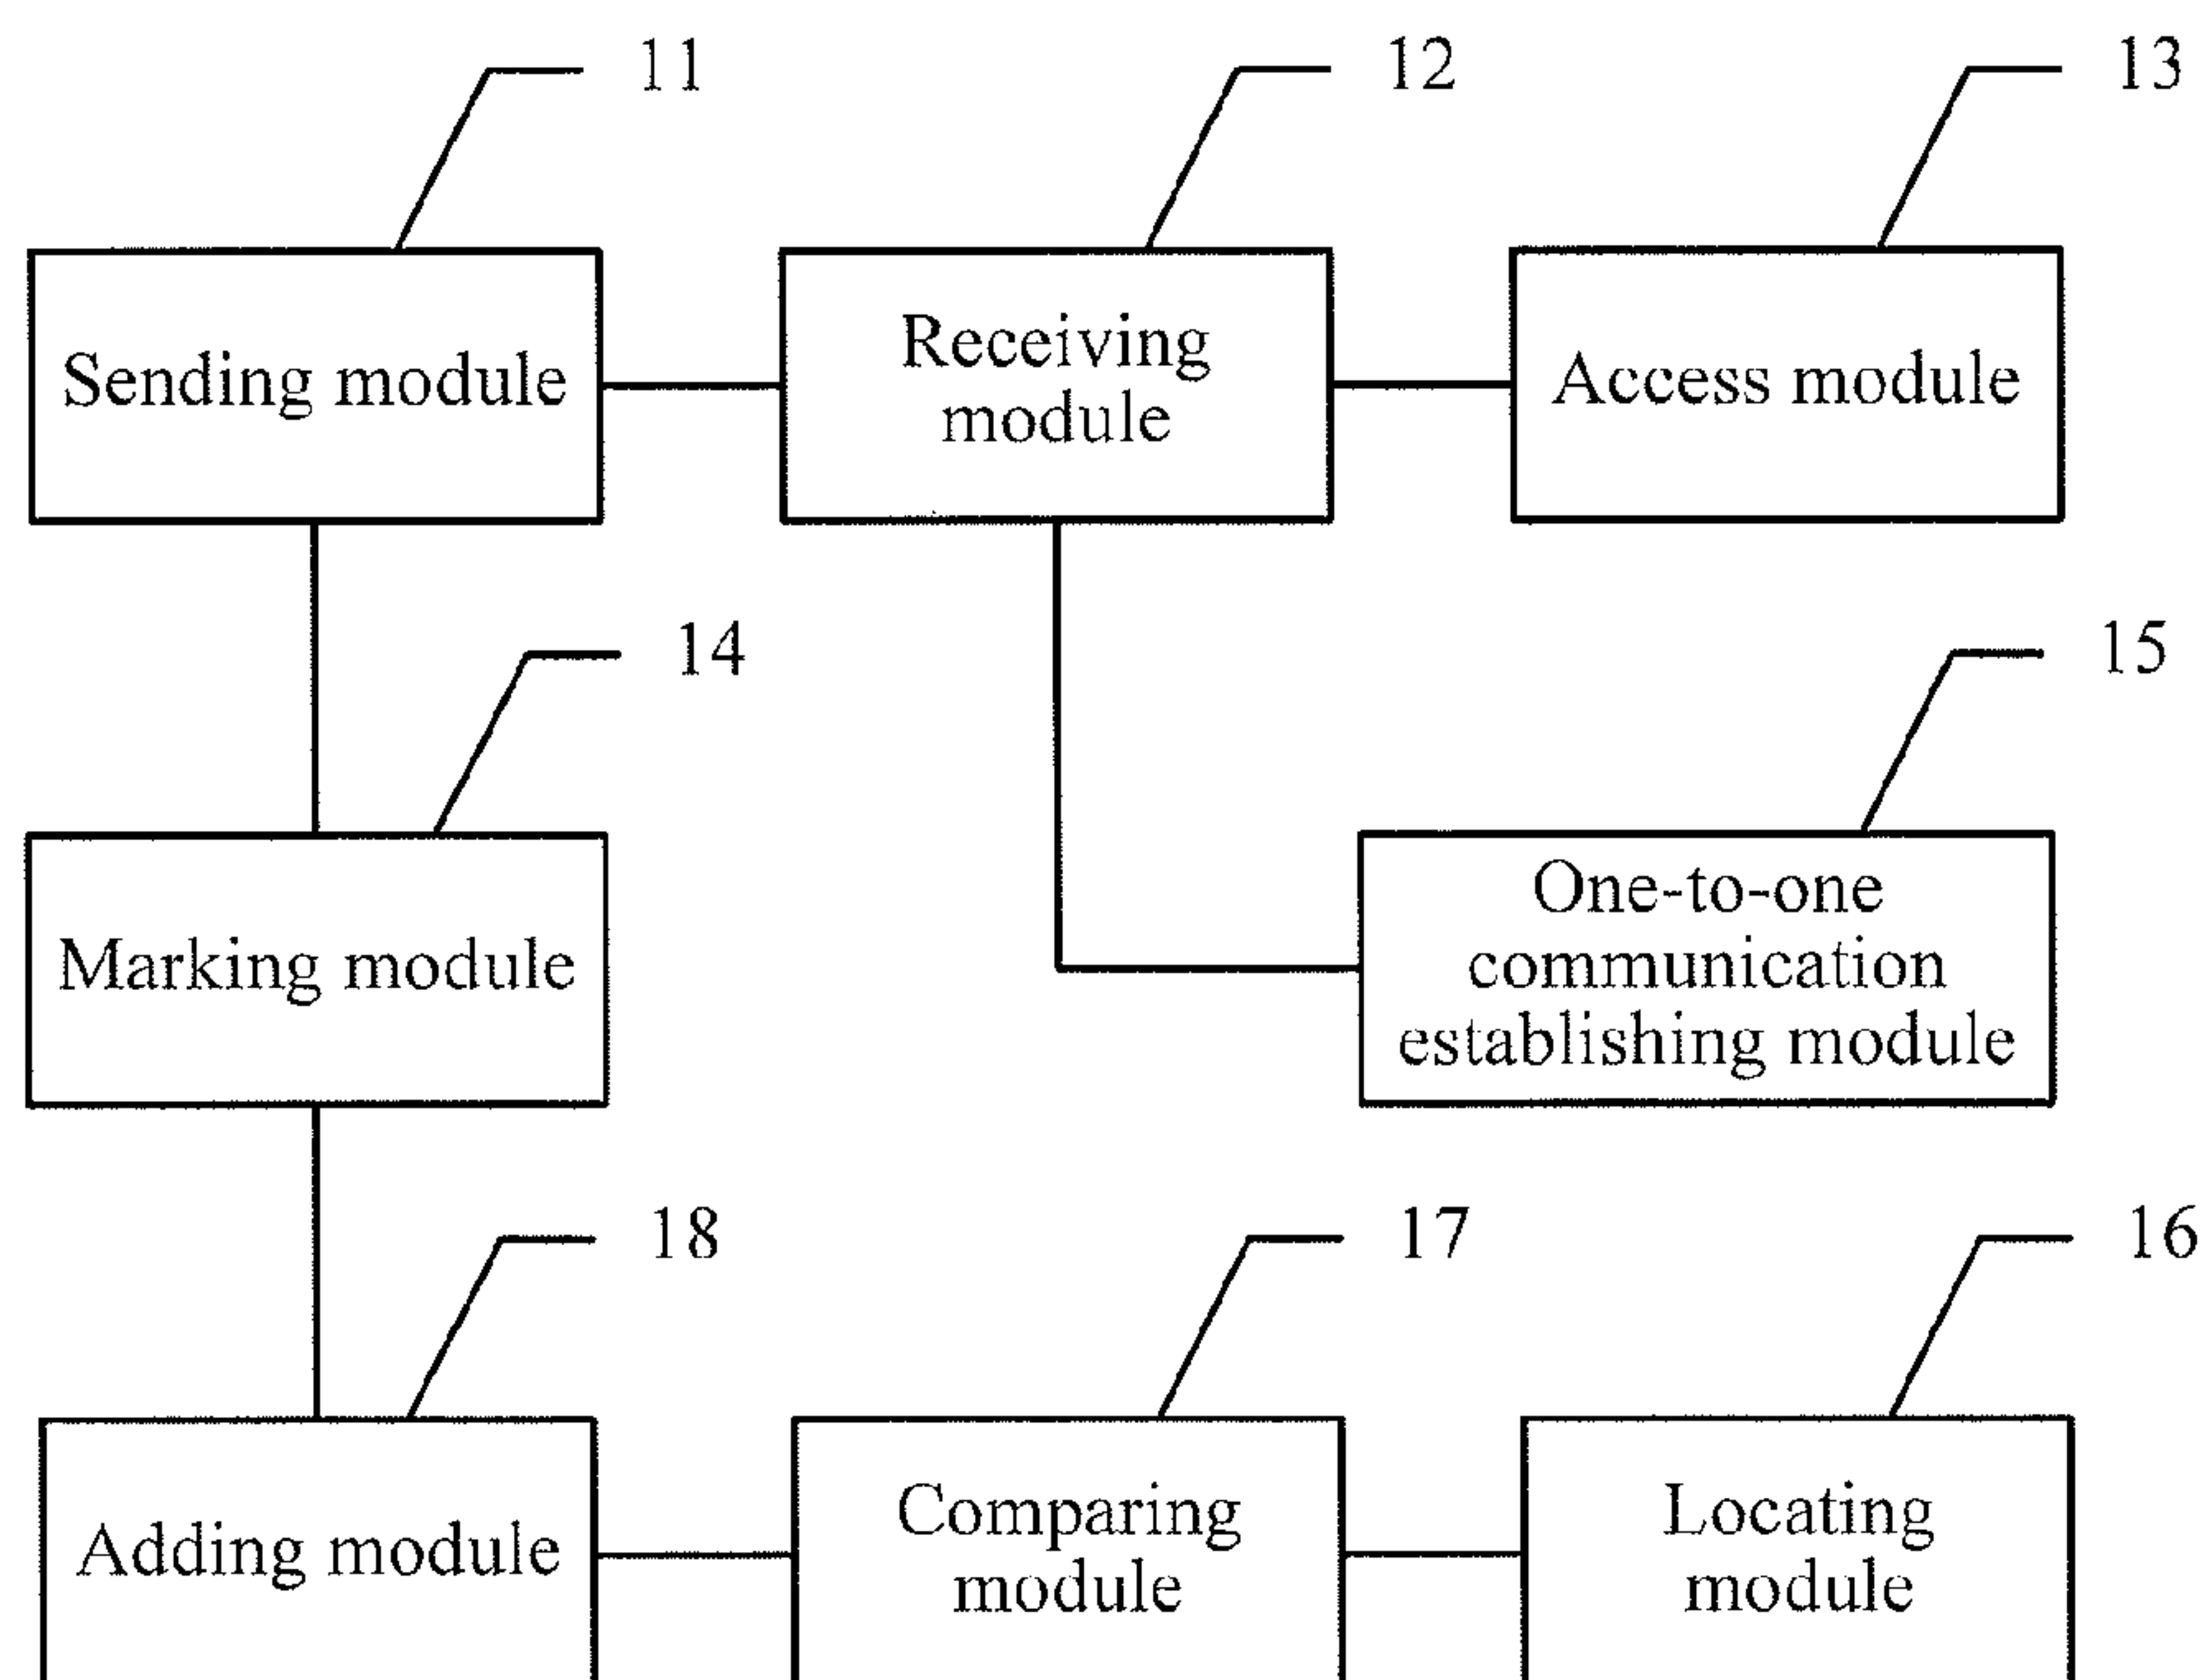 11
12
13
Sending module
Receiving
module
Access module
14
15
Marking module
One-to-one
communication
establishing module
18
17
16
Adding module
Comparing
module
Locating
module